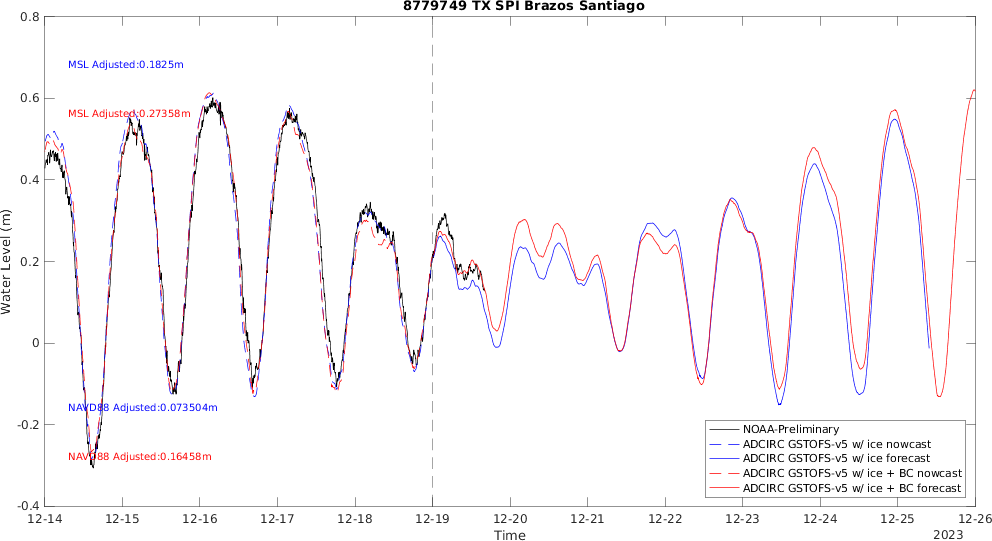 8779749 TX SPI Brazos Santiago
0.8
0.6
0.4
0.2
0
-0.2
-0.4
Water Level (m)
MSL Adjusted:0.1825m
MSL Adjusted:0.27358m
NAVD88 Adjusted:0.073504m
NAVD88 Adjusted:0.16458m
NOAA-Preliminary
ADCIRC GSTOFS-v5 w/ ice nowcast
ADCIRC GSTOFS-v5 w/ ice forecast
ADCIRC GSTOFS-v5 w/ ice + BC nowcast
ADCIRC GSTOFS-v5 w/ ice + BC forecast
12-14 12-15 12-16 12-17 12-18 12-19 12-20 12-21 12-22 12-23 12-24 12-25 12-26
Time
2023